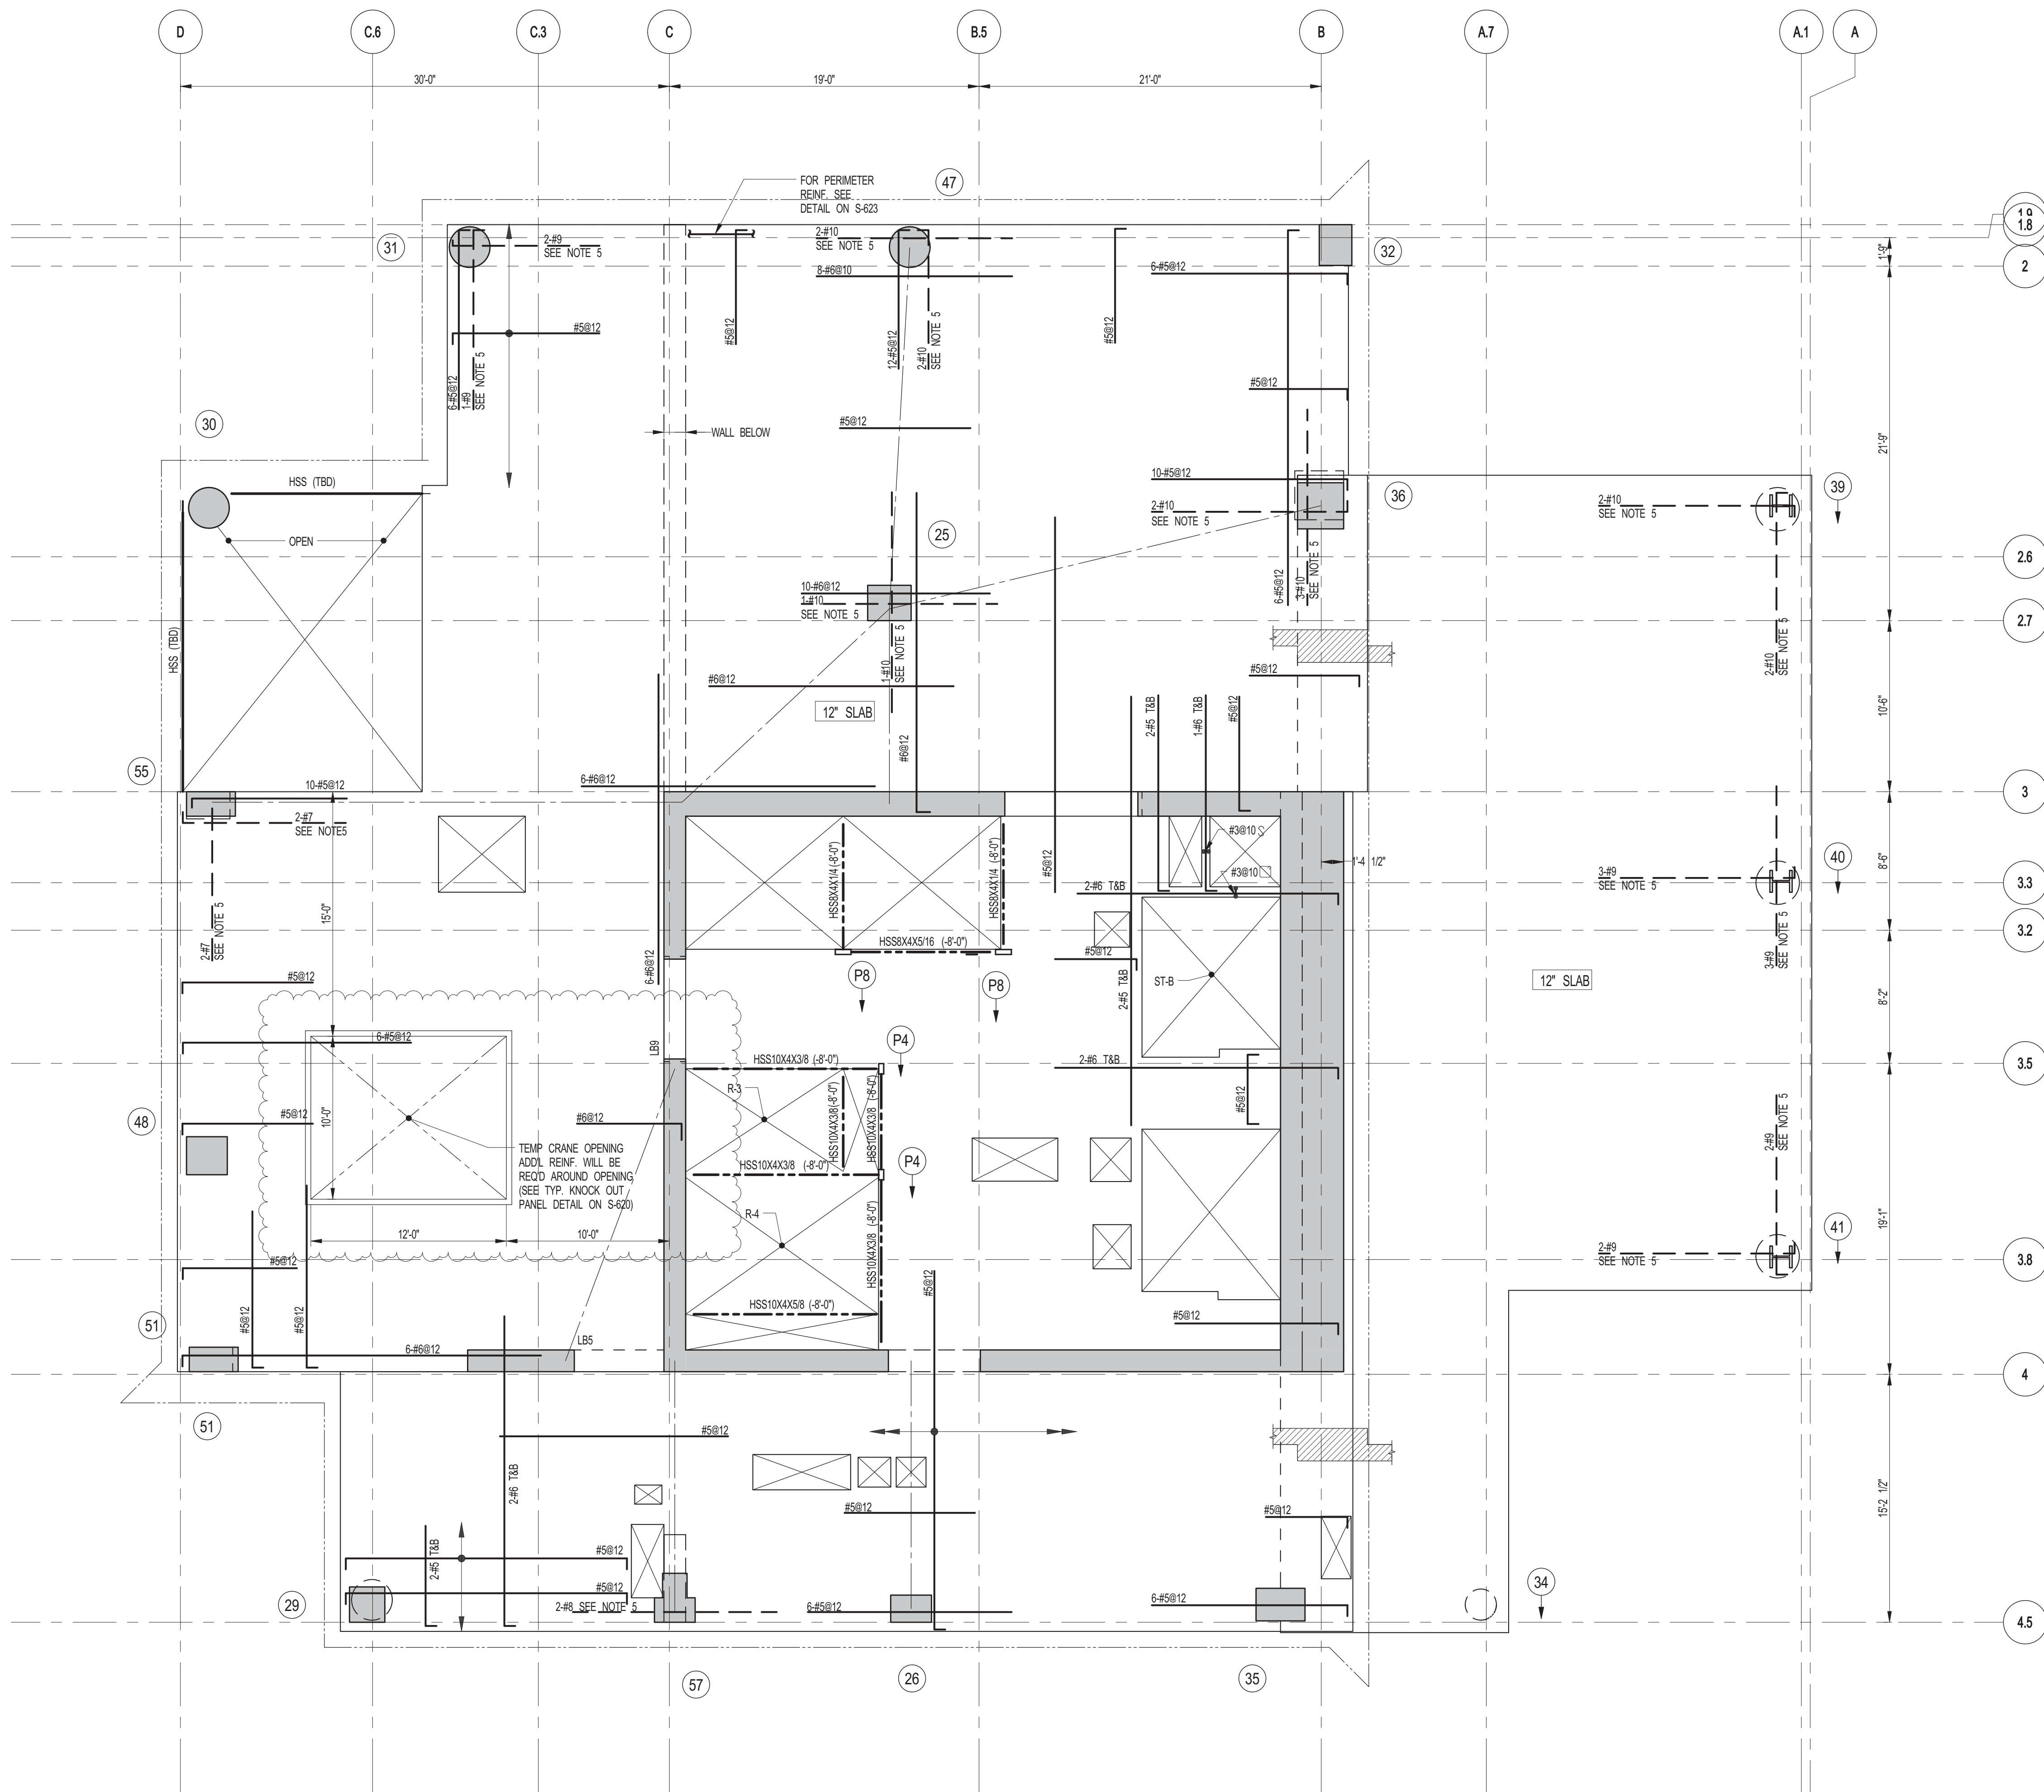 D
C.6
C.3
C
B.5
B
A.7
A.1
A
30'-0"
19'-0"
21'-0"
FOR PERIMETER
REINF. SEE
DETAIL ON S-623
47
1.9
1.8
31
2-#9
SEE NOTE 5
2-#10
SEE NOTE 5
32
1'-9"
2
8-#6@10
6-#5@12
#5@12
#5@12
12-#5@12
2-#10
SEE NOTE 5
#5@12
6-#5@12
1-#9
SEE NOTE 5
#5@12
30
#5@12
WALL BELOW
21'-9"
HSS (TBD)
10-#5@12
2-#10
SEE NOTE 5
36
2-#10
SEE NOTE 5
39
OPEN
25
2.6
10-#6@12
1-#10
SEE NOTE 5
6-#5@12
3-#10
SEE NOTE 5
2.7
HSS (TBD)
1-#10
SEE NOTE 5
2-#10
SEE NOTE 5
#6@12
#5@12
12" SLAB
2-#5 T&B
1-#6 T&B
#5@12
10'-6"
#6@12
55
10-#5@12
6-#6@12
3
2-#7
SEE NOTE5
#3@10
1'-4 1/2"
HSS8X4X1/4 (-8'-0")
HSS8X4X1/4 (-8'-0")
#5@12
#3@10
2-#6 T&B
3-#9
SEE NOTE 5
40
8'-6"
3.3
15'-0"
2-#7
SEE NOTE 5
HSS8X4X5/16 (-8'-0")
#5@12
3.2
3-#9
SEE NOTE 5
#5@12
6-#6@12
P8
P8
2-#5 T&B
ST-B
12" SLAB
8'-2"
6-#5@12
LB9
P4
HSS10X4X3/8 (-8'-0")
2-#6 T&B
3.5
R-3
HSS10X4X3/8(-8'-0")
HSS10X4X3/8 (-8'-0")
#5@12
48
#5@12
10'-0"
#6@12
TEMP CRANE OPENING
ADD'L REINF. WILL BE
REQ'D AROUND OPENING
(SEE TYP. KNOCK OUT
PANEL DETAIL ON S-620)
HSS10X4X3/8 (-8'-0")
P4
2-#9
SEE NOTE 5
R-4
HSS10X4X3/8 (-8'-0")
12'-0"
10'-0"
19'-1"
41
2-#9
SEE NOTE 5
3.8
#5@12
#5@12
#5@12
#5@12
HSS10X4X5/8 (-8'-0")
#5@12
51
LB5
6-#6@12
4
51
#5@12
2-#6 T&B
#5@12
#5@12
15'-2 1/2"
2-#5 T&B
#5@12
#5@12
29
2-#8 SEE NOTE 5
6-#5@12
6-#5@12
34
4.5
57
26
35